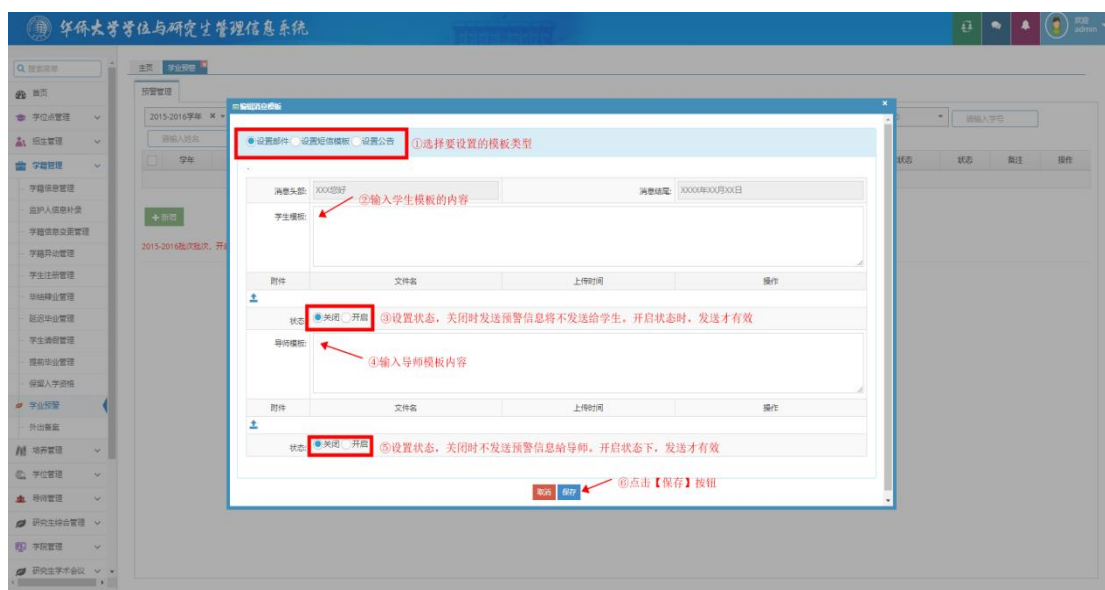 华侨大学学位与研究生管理信息系统
欢迎
admin
搜索菜单
首页
学位点管理
招生管理
学籍管理
学籍信息管理
监护人信息补录
学籍信息变更管理
学籍异动管理
学生注册管理
毕结肄业管理
延迟毕业管理
学生请假管理
提前毕业管理
保留入学资格
学业预警
外出备案
培养管理
学位管理
导师管理
研究生综合管理
学院管理
研究生学术会议
主页 学业预警
预警管理
2015-2016学年
请输入学号
请输入姓名
学年 状态 状态 备注 操作
新增
2015-2016批次批次，开
编辑消息模板
设置邮件 设置短信模板 设置公告 ①选择要设置的模板类型
消息头部: XXX您好 消息结尾: XXXX年XX月XX日
②输入学生模板的内容
学生模板:
附件 文件名 上传时间 操作
状态: 关闭 开启 ③设置状态，关闭时发送预警信息将不发送给学生。开启状态时，发送才有效
导师模板:
④输入导师模板内容
附件 文件名 上传时间 操作
状态: 关闭 开启 ⑤设置状态，关闭时不发送预警信息给导师。开启状态下，发送才有效
取消 保存 ⑥点击【保存】按钮